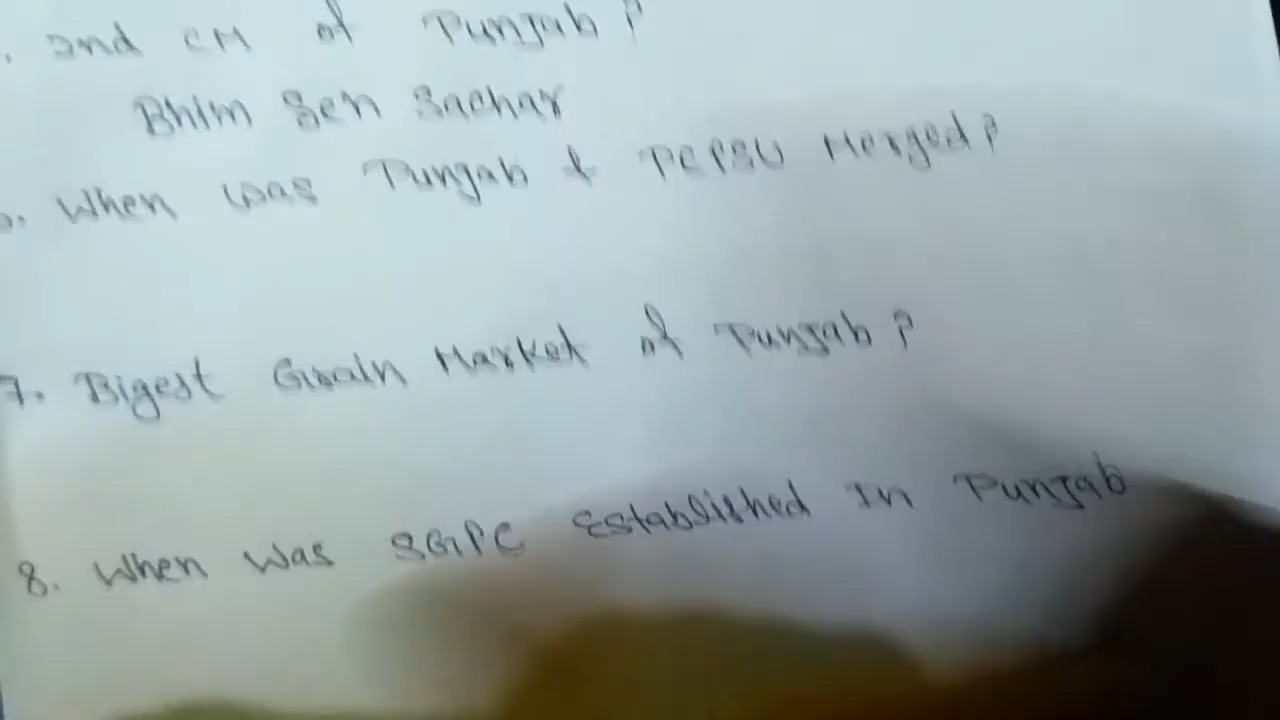 . 2nd CM of Punjab ?
Bhim Sen Sachar
. When was Punjab & PEPSU Merged ?
7. Bigest Grain Market of Punjab ?
8. When was SGPC Established In Punjab